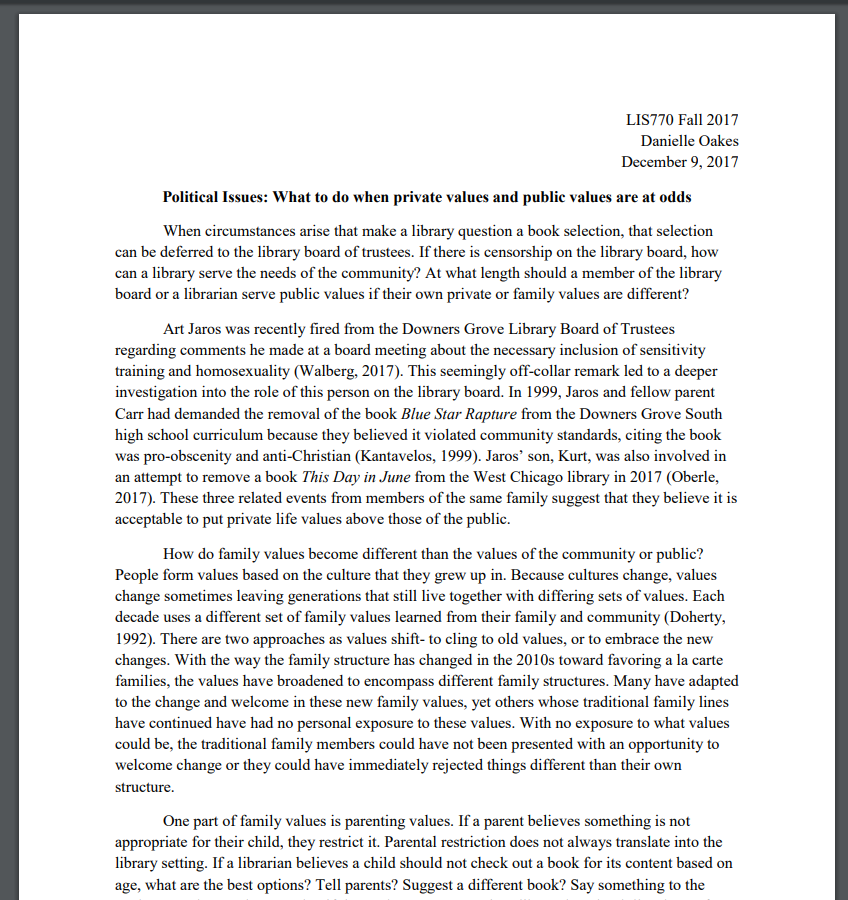 LIS770 Fall 2017
Danielle Oakes
December 9, 2017
Political Issues: What to do when private values and public values are at odds
When circumstances arise that make a library question a book selection, that selection
can be deferred to the library board of trustees. If there is censorship on the library board, how
can a library serve the needs of the community? At what length should a member of the library
board or a librarian serve public values if their own private or family values are different?
Art Jaros was recently fired from the Downers Grove Library Board of Trustees
regarding comments he made at a board meeting about the necessary inclusion of sensitivity
training and homosexuality (Walberg, 2017). This seemingly off-collar remark led to a deeper
investigation into the role of this person on the library board. In 1999, Jaros and fellow parent
Carr had demanded the removal of the book Blue Star Rapture from the Downers Grove South
high school curriculum because they believed it violated community standards, citing the book
was pro-obscenity and anti-Christian (Kantavelos, 1999). Jaros’ son, Kurt, was also involved in
an attempt to remove a book This Day in June from the West Chicago library in 2017 (Oberle,
2017). These three related events from members of the same family suggest that they believe it is
acceptable to put private life values above those of the public.
How do family values become different than the values of the community or public?
People form values based on the culture that they grew up in. Because cultures change, values
change sometimes leaving generations that still live together with differing sets of values. Each
decade uses a different set of family values learned from their family and community (Doherty,
1992). There are two approaches as values shift- to cling to old values, or to embrace the new
changes. With the way the family structure has changed in the 2010s toward favoring a la carte
families, the values have broadened to encompass different family structures. Many have adapted
to the change and welcome in these new family values, yet others whose traditional family lines
have continued have had no personal exposure to these values. With no exposure to what values
could be, the traditional family members could have not been presented with an opportunity to
welcome change or they could have immediately rejected things different than their own
structure.
One part of family values is parenting values. If a parent believes something is not
appropriate for their child, they restrict it. Parental restriction does not always translate into the
library setting. If a librarian believes a child should not check out a book for its content based on
age, what are the best options? Tell parents? Suggest a different book? Say something to the